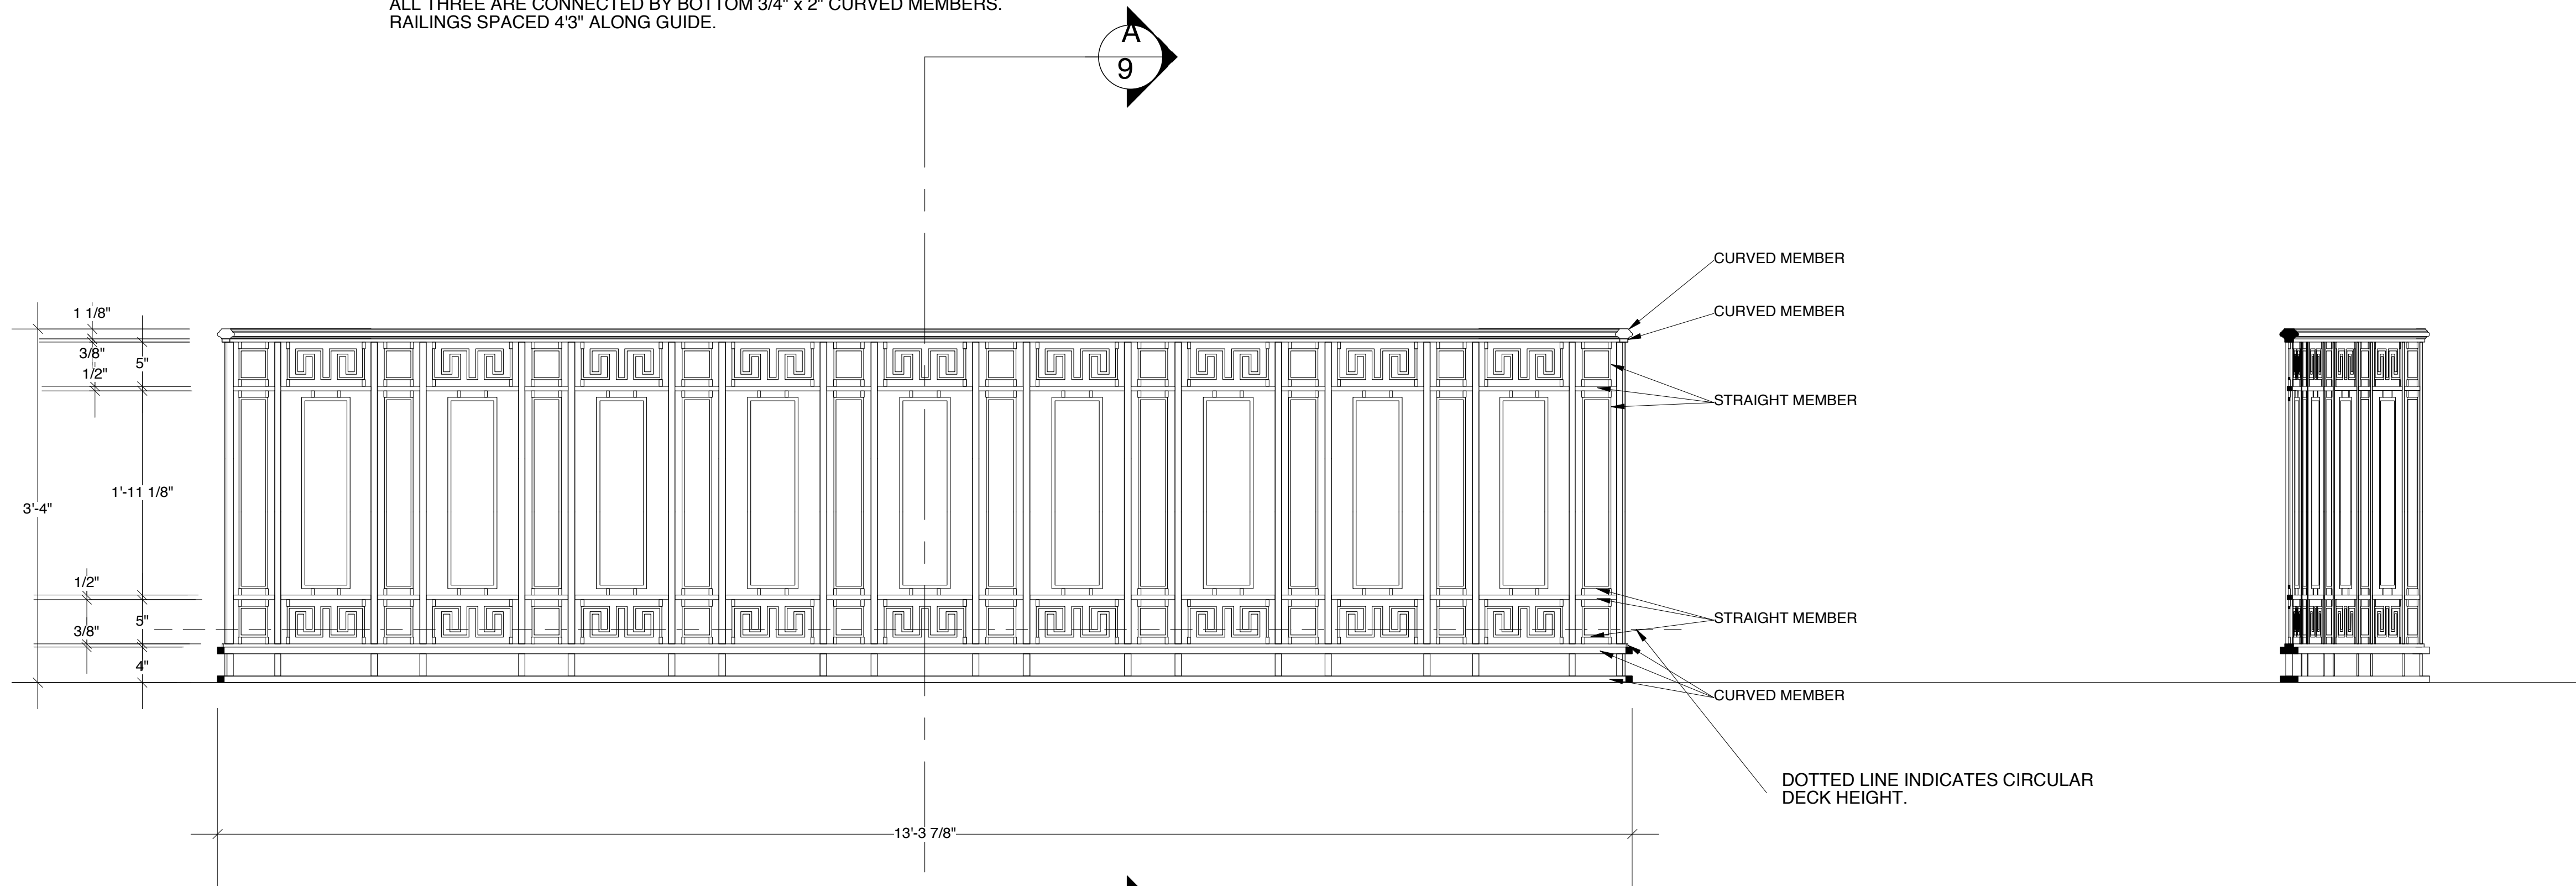 ALL THREE ARE CONNECTED BY BOTTOM 3/4" x 2" CURVED MEMBERS.
RAILINGS SPACED 4'3" ALONG GUIDE.
A
9
CURVED MEMBER
CURVED MEMBER
1 1/8"
3/8"
5"
1/2"
STRAIGHT MEMBER
1'-11 1/8"
3'-4"
1/2"
5"
3/8"
STRAIGHT MEMBER
4"
CURVED MEMBER
DOTTED LINE INDICATES CIRCULAR
DECK HEIGHT.
13'-3 7/8"